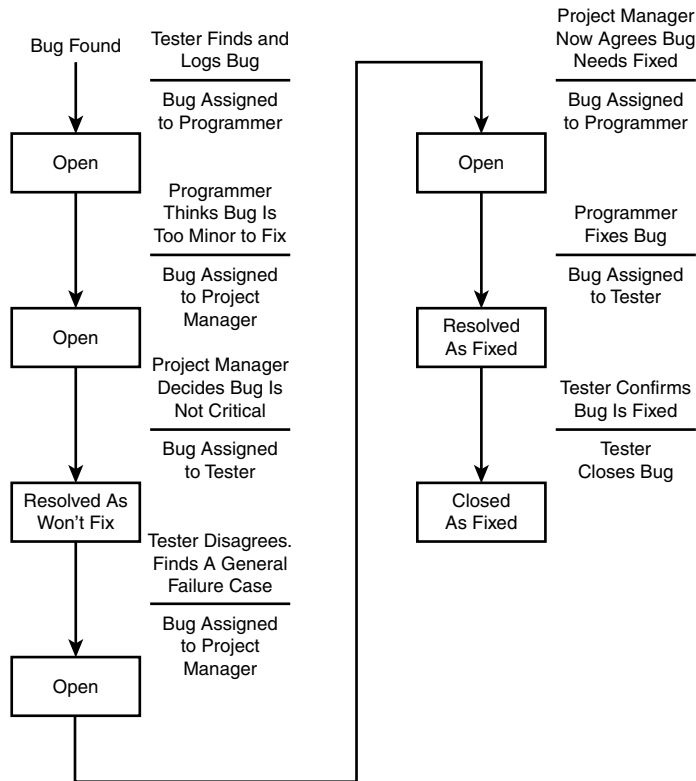 Bug Found
Tester Finds and
Logs Bug
Bug Assigned
to Programmer
Open
Programmer
Thinks Bug Is
Too Minor to Fix
Bug Assigned
to Project
Manager
Open
Project Manager
Decides Bug Is
Not Critical
Bug Assigned
to Tester
Resolved As
Won't Fix
Tester Disagrees.
Finds A General
Failure Case
Bug Assigned
to Project
Manager
Open
Project Manager
Now Agrees Bug
Needs Fixed
Bug Assigned
to Programmer
Open
Programmer
Fixes Bug
Bug Assigned
to Tester
Resolved
As Fixed
Tester Confirms
Bug Is Fixed
Tester
Closes Bug
Closed
As Fixed